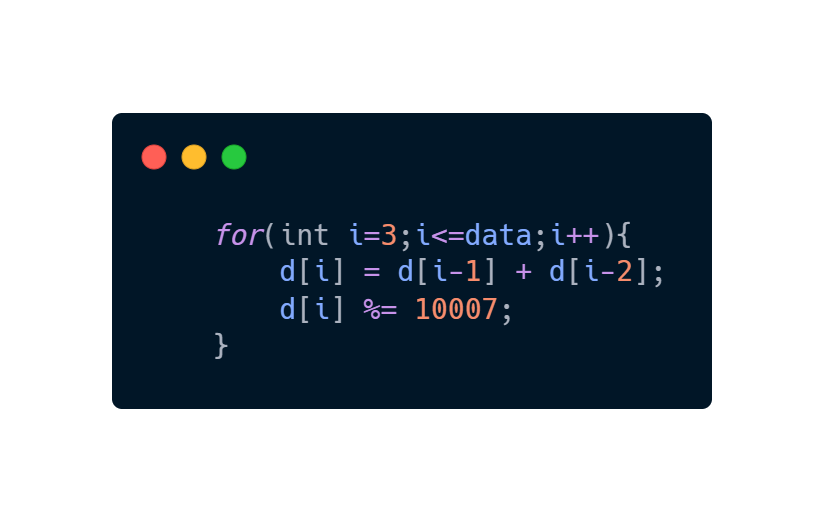 for(int i=3;i<=data;i++){
    d[i] = d[i-1] + d[i-2];
    d[i] %= 10007;
}